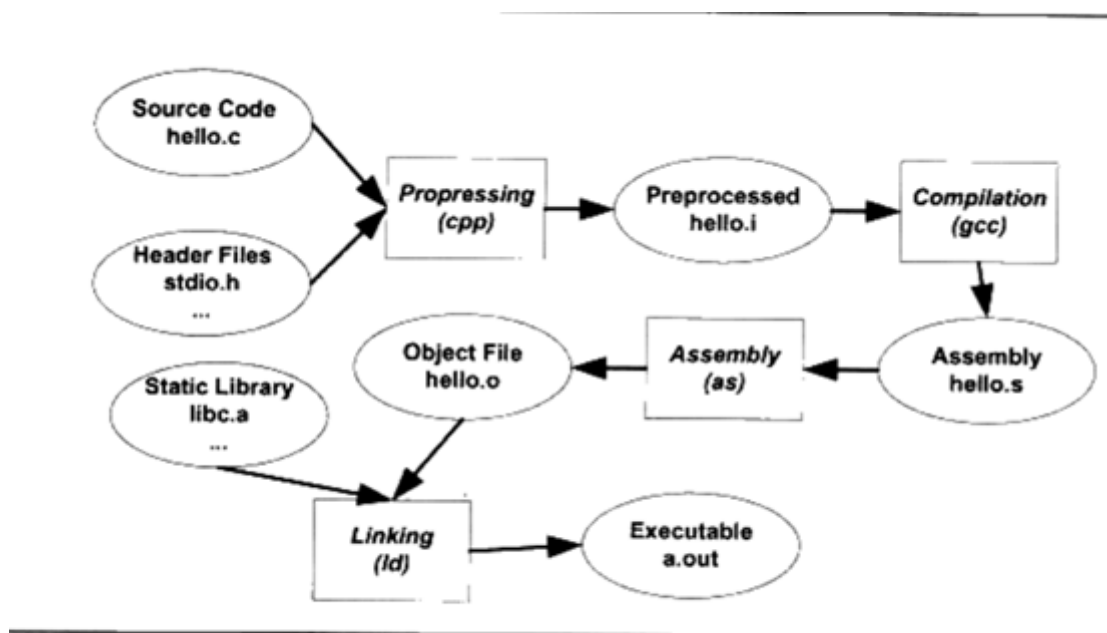 Source Code
hello.c
Header Files
stdio.h
...
Propressing
(cpp)
Preprocessed
hello.i
Compilation
(gcc)
Assembly
hello.s
Assembly
(as)
Object File
hello.o
Static Library
libc.a
...
Linking
(ld)
Executable
a.out